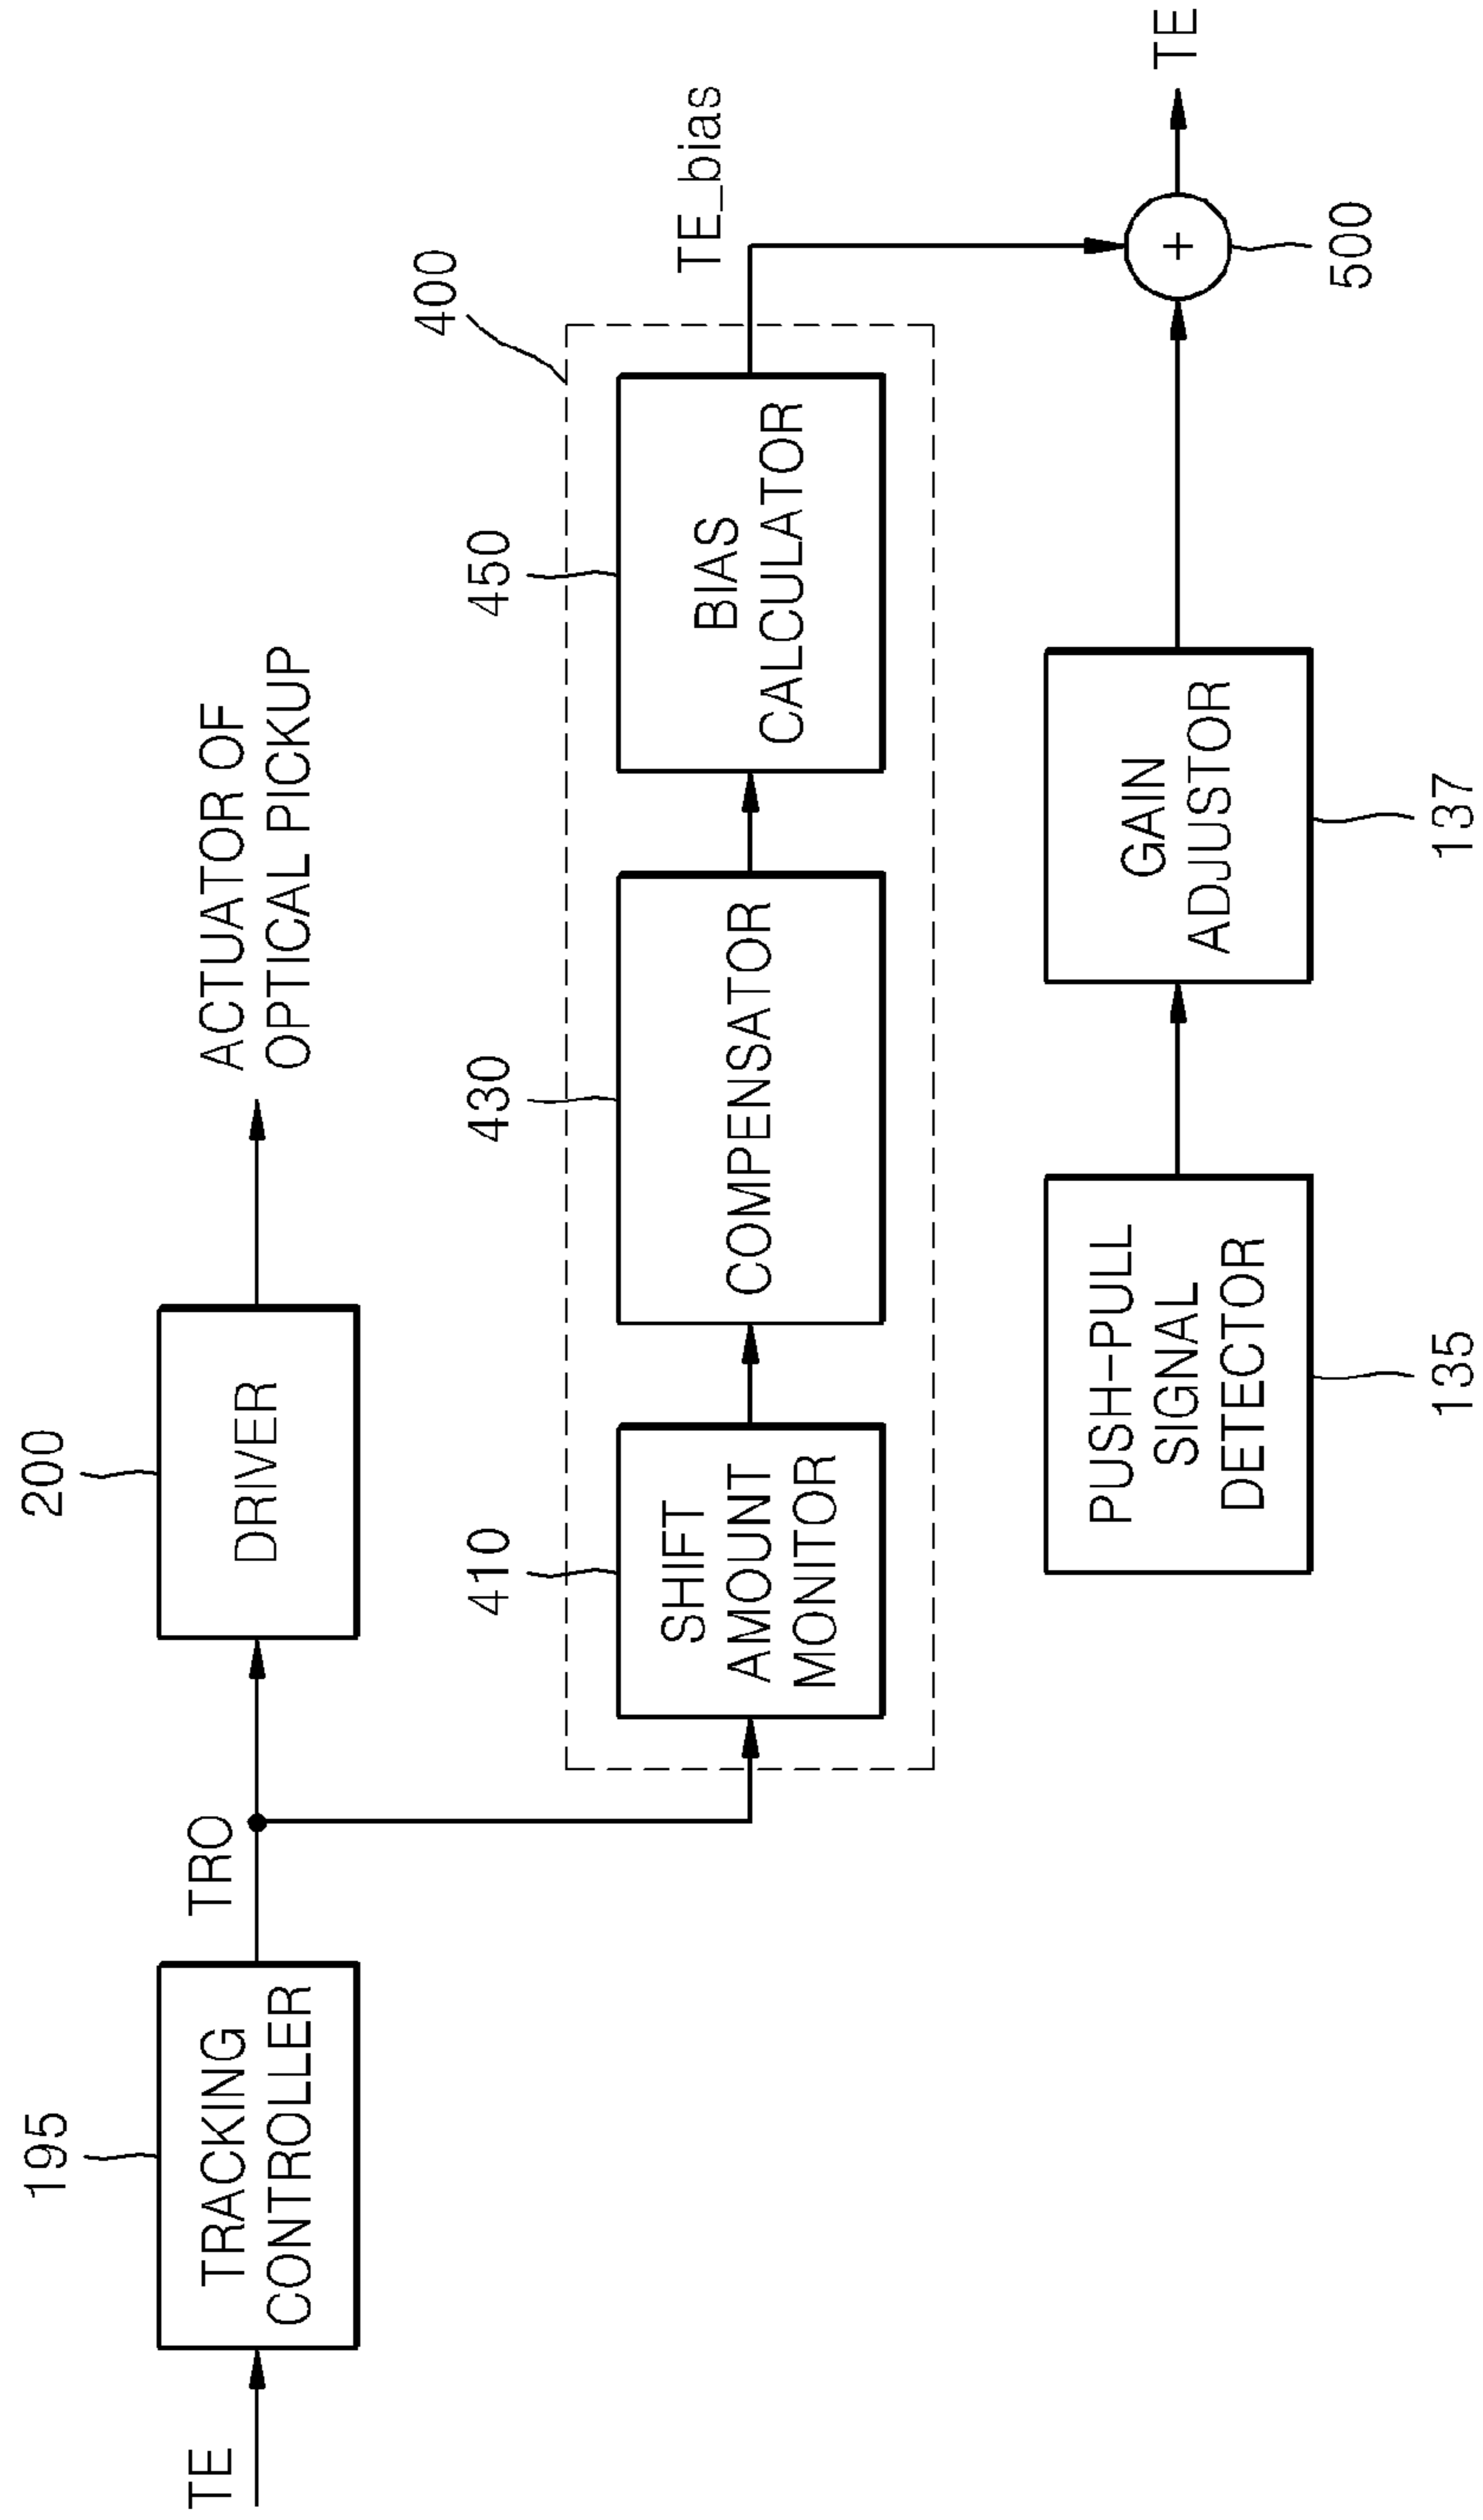 TE
195
TRACKING
CONTROLLER
TRO
200
DRIVER
ACTUATOR OF
OPTICAL PICKUP
400
410
SHIFT
AMOUNT
MONITOR
430
COMPENSATOR
450
BIAS
CALCULATOR
TE_bias
PUSH-PULL
SIGNAL
DETECTOR
135
GAIN
ADJUSTOR
137
+
500
TE